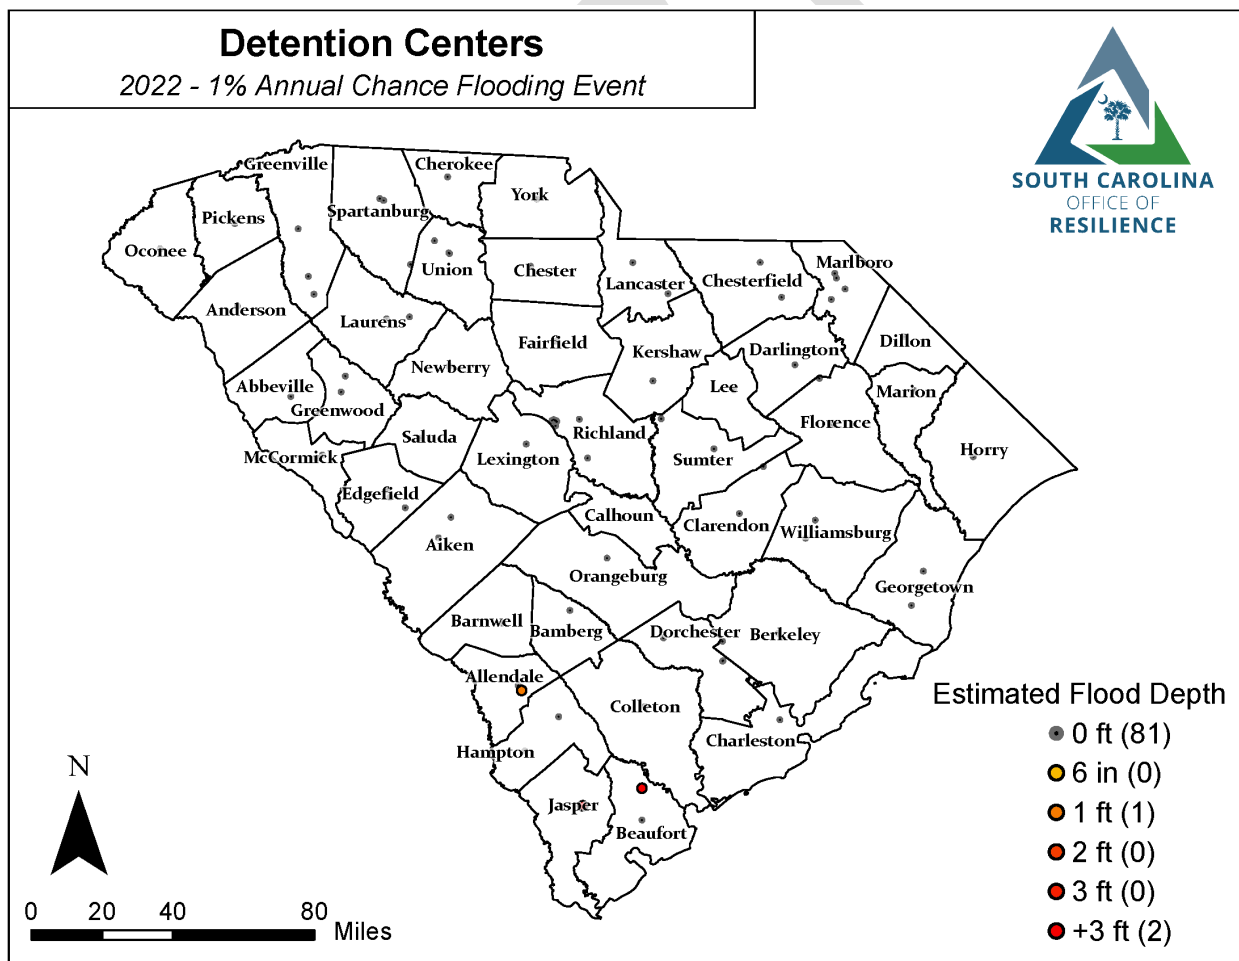 Detention Centers
2022 - 1% Annual Chance Flooding Event
SOUTH CAROLINA
OFFICE OF
RESILIENCE
Greenville
Cherokee
York
Pickens
Spartanburg
Oconee
Union
Chester
Lancaster
Chesterfield
Marlboro
Anderson
Laurens
Fairfield
Kershaw
Darlington
Dillon
Newberry
Abbeville
Greenwood
Lee
Marion
Saluda
Richland
Florence
McCormick
Lexington
Sumter
Horry
Edgefield
Calhoun
Clarendon
Williamsburg
Aiken
Orangeburg
Georgetown
Barnwell
Bamberg
Dorchester
Berkeley
Allendale
Colleton
Hampton
Charleston
Jasper
Beaufort
N
0 20 40 80
Miles
Estimated Flood Depth
0 ft (81)
6 in (0)
1 ft (1)
2 ft (0)
3 ft (0)
+3 ft (2)